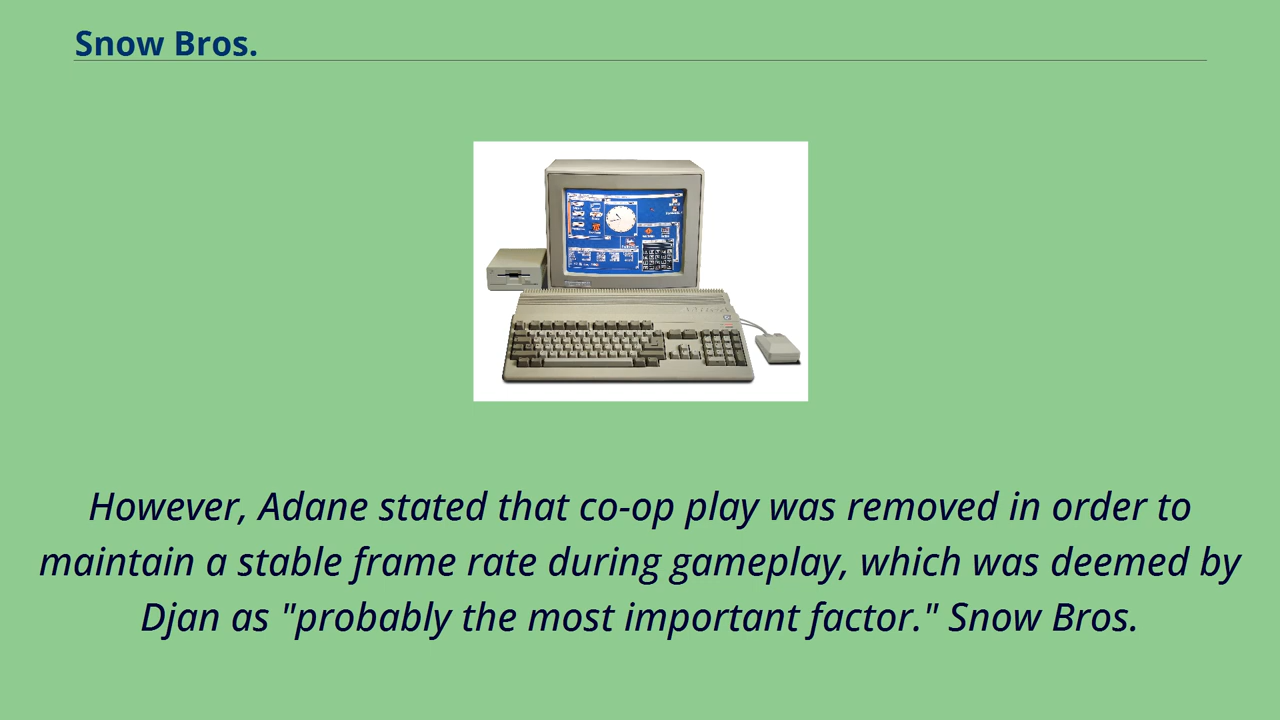 Snow Bros.
However, Adane stated that co-op play was removed in order to
maintain a stable frame rate during gameplay, which was deemed by
Djan as "probably the most important factor." Snow Bros.